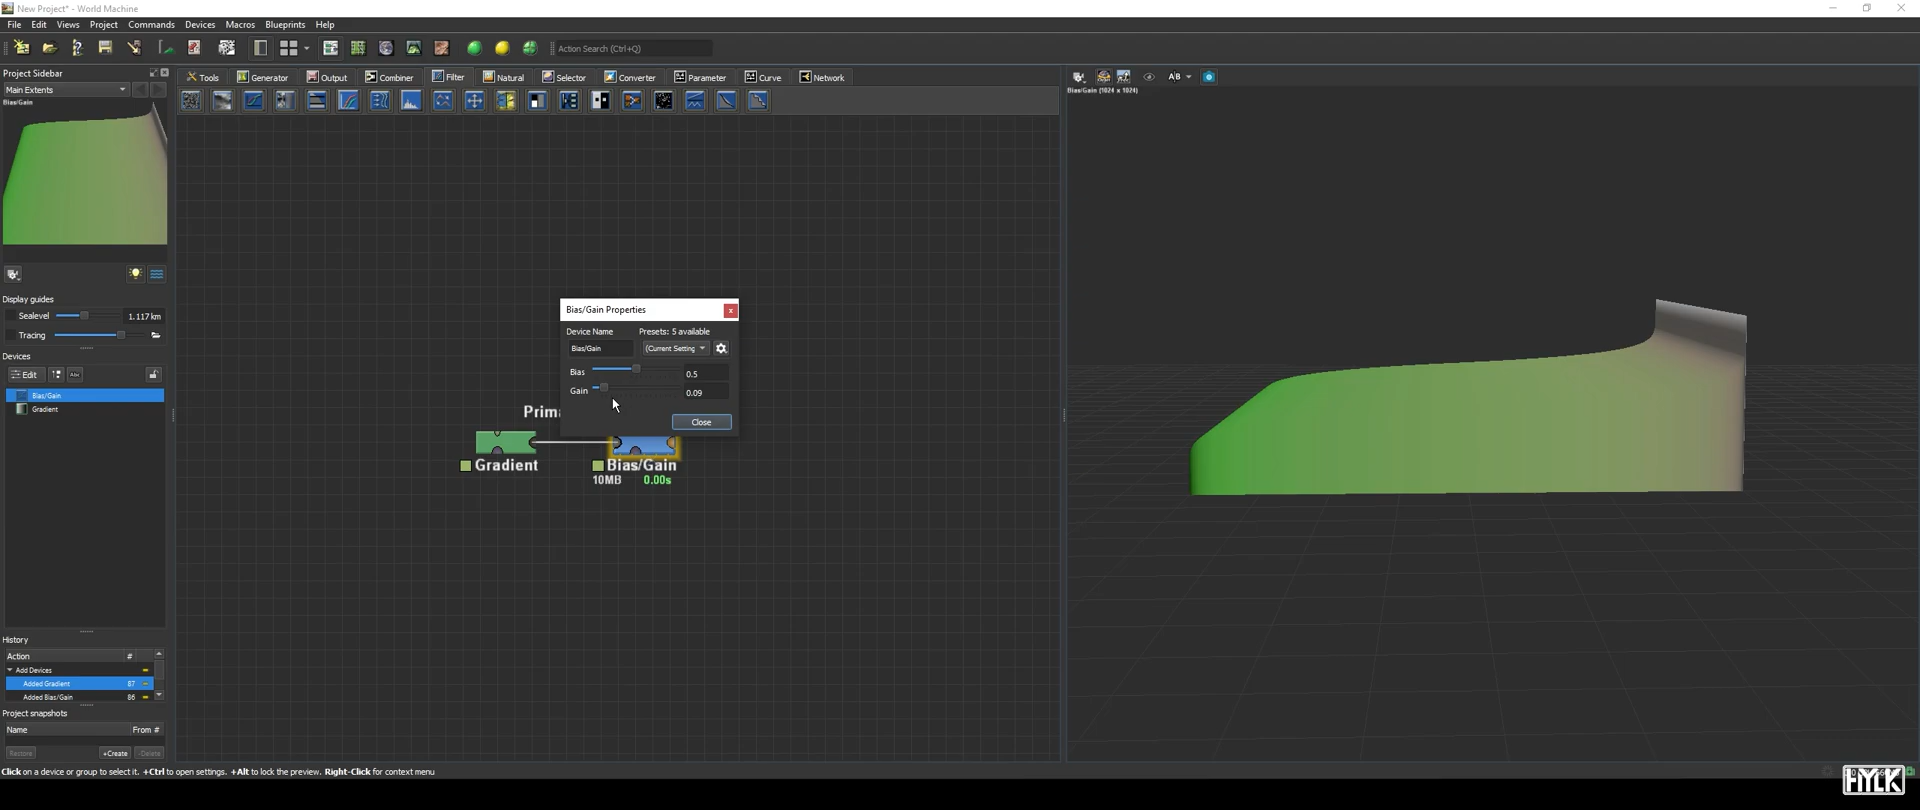 New Project* - World Machine
File Edit Views Project Commands Devices Macros Blueprints Help
Action Search (Ctrl+Q)
Project Sidebar
Tools Generator Output Combiner Filter Natural Selector Converter Parameter Curve Network
A/B
Main Extents
Bias/Gain
Bias/Gain (1024 x 1024)
Display guides
Sealevel 1.117 km
Tracing
Devices
Edit Abc
Bias/Gain
Gradient
Bias/Gain Properties
x
Device Name Presets: 5 available
Bias/Gain (Current Setting
Bias 0.5
Gain 0.09
Close
Prim
Gradient
Bias/Gain
10MB 0.00s
History
Action #
Add Devices
Added Gradient 87
Added Bias/Gain 86
Project snapshots
Name From #
Restore +Create -Delete
Click on a device or group to select it. +Ctrl to open settings. +Alt to lock the preview. Right-Click for context menu
HYLK